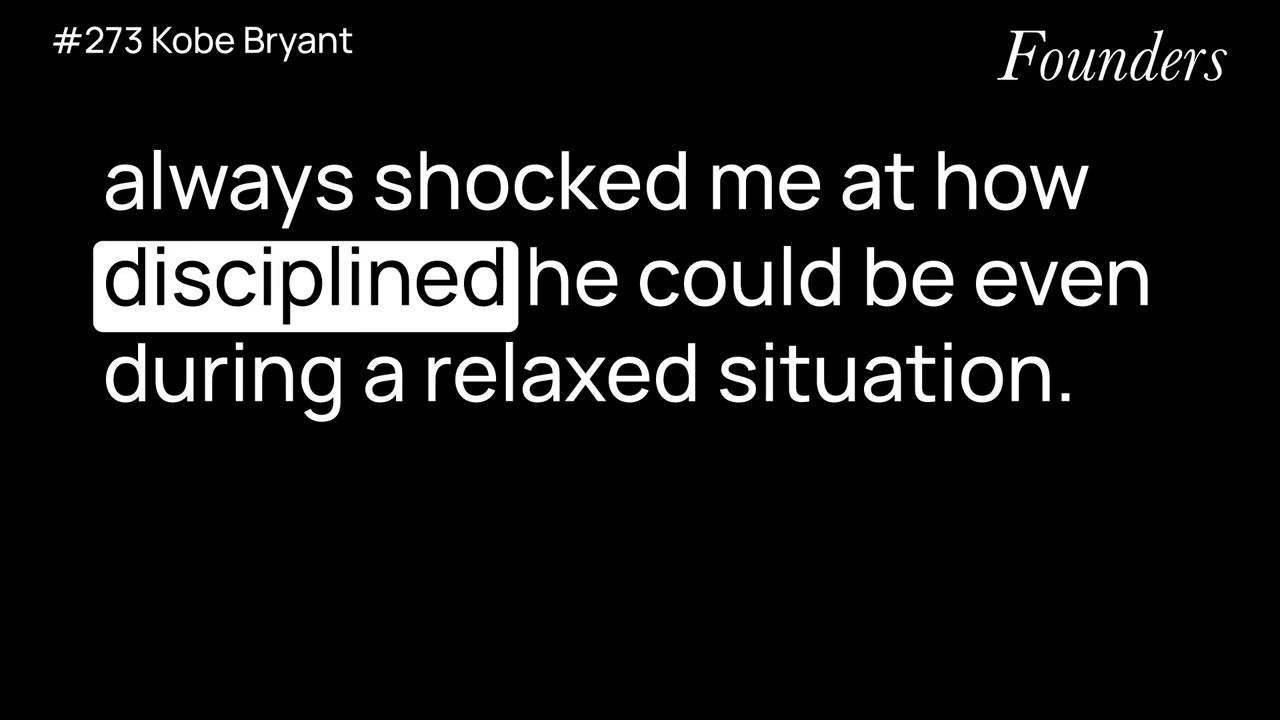 #273 Kobe Bryant
Founders
always shocked me at how
disciplined he could be even
during a relaxed situation.